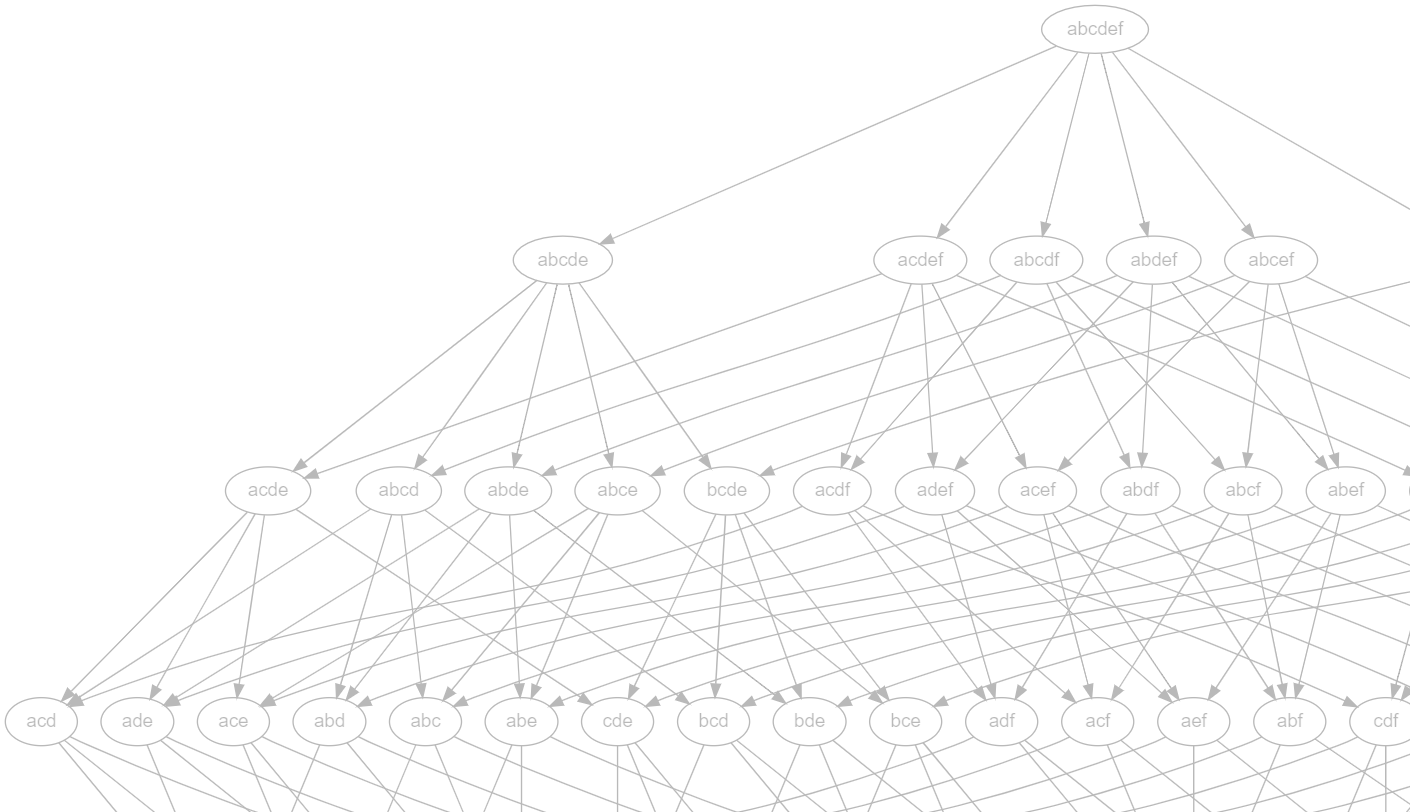 abcdef
abcde acdef abcdf abdef abcef
acde abcd abde abce bcde acdf adef acef abdf abcf abef
acd ade ace abd abc abe cde bcd bde bce adf acf aef abf cdf